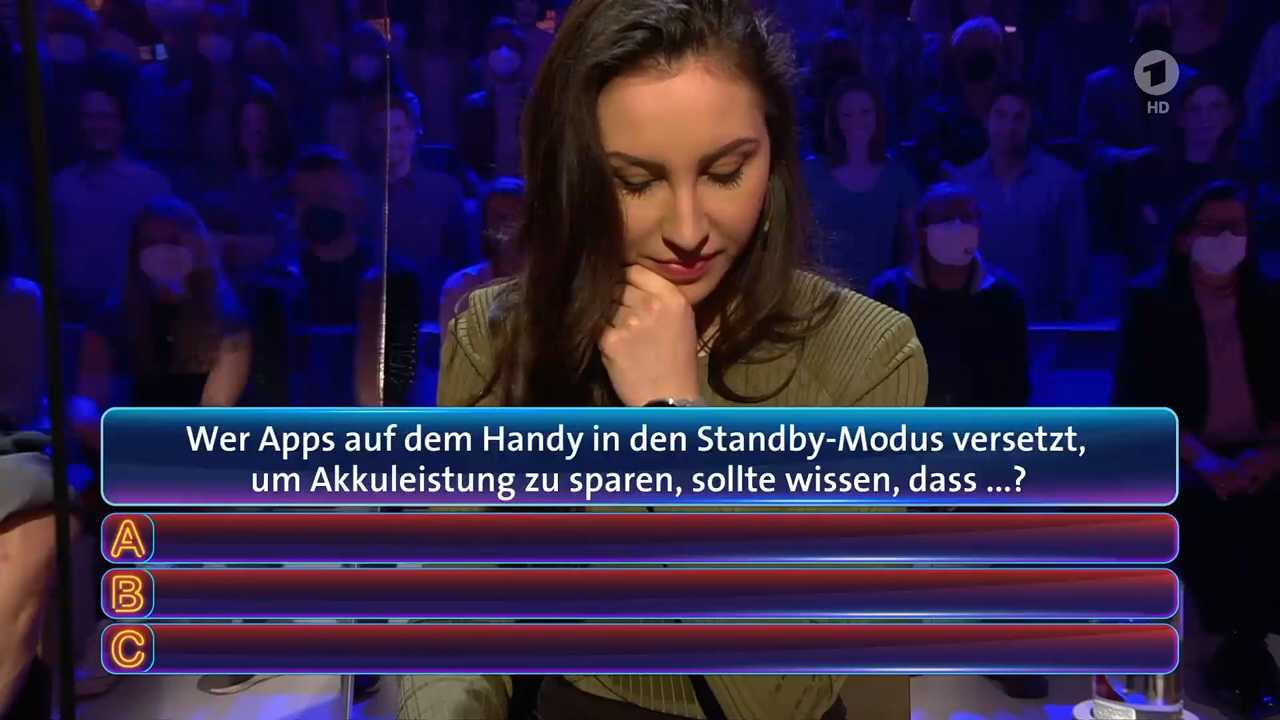 1
HD
Wer Apps auf dem Handy in den Standby-Modus versetzt,
um Akkuleistung zu sparen, sollte wissen, dass ...?
A
B
C